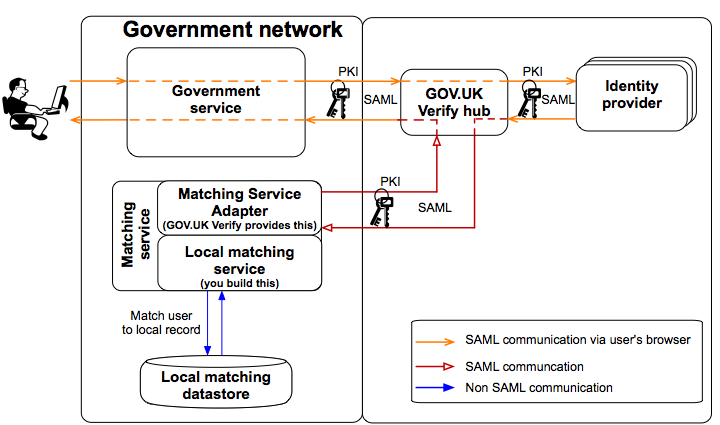 Government network
PKI
PKI
Government
service
SAML
GOV.UK
Verify hub
SAML
Identity
provider
Matching
service
Matching Service
Adapter
(GOV.UK Verify provides this)
PKI
SAML
Local matching
service
(you build this)
Match user
to local record
Local matching
datastore
SAML communication via user's browser
SAML communcation
Non SAML communication